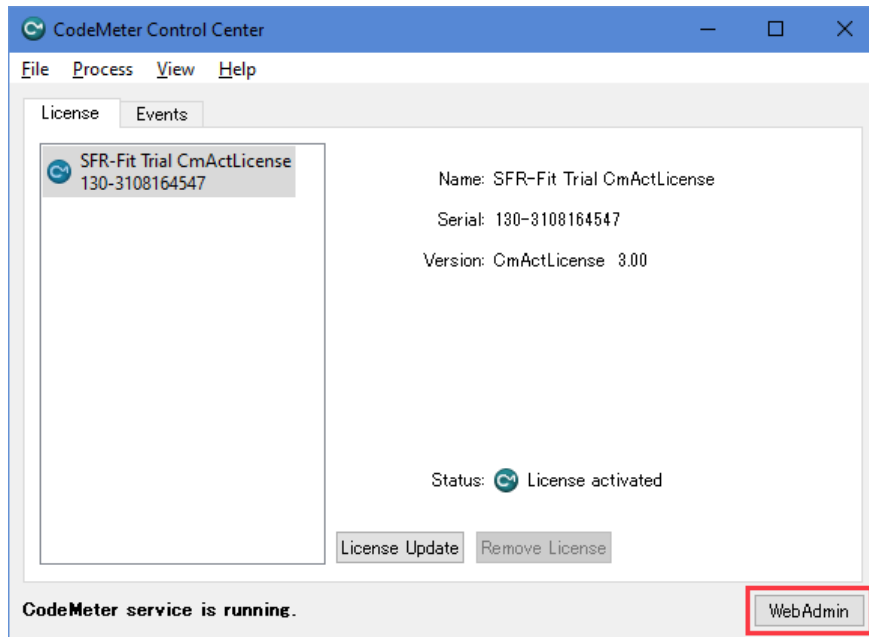 CodeMeter Control Center
File Process View Help
License Events
SFR-Fit Trial CmActLicense
130-3108164547
Name: SFR-Fit Trial CmActLicense
Serial: 130-3108164547
Version: CmActLicense 3.00
Status: License activated
License Update Remove License
CodeMeter service is running.
WebAdmin